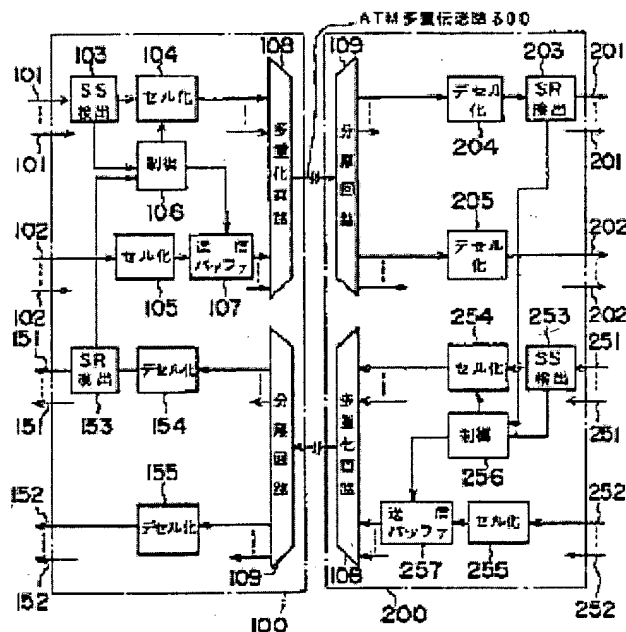 ATM多重伝送路300
103
104
108
109
203
201
101
SS
検出
セル化
デセル
化
SR
検出
101
多重化回路
分離回路
204
201
制御
106
205
102
セル化
送信
バッファ
デセル
化
202
102
105
107
254
253
202
151
SR
検出
デセル化
セル化
SS
検出
251
151
153
154
分離回路
多重化回路
制御
251
155
256
152
デセル化
送信
バッファ
セル化
252
152
109
108
257
255
252
100
200